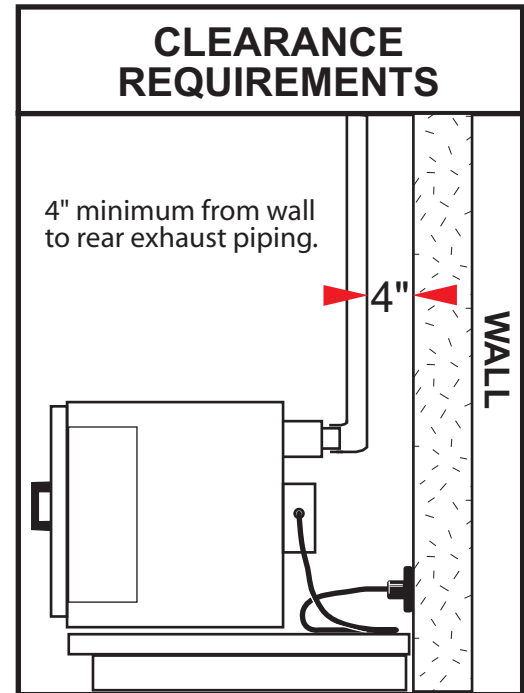 CLEARANCE
REQUIREMENTS
4" minimum from wall
to rear exhaust piping.
4"
WALL